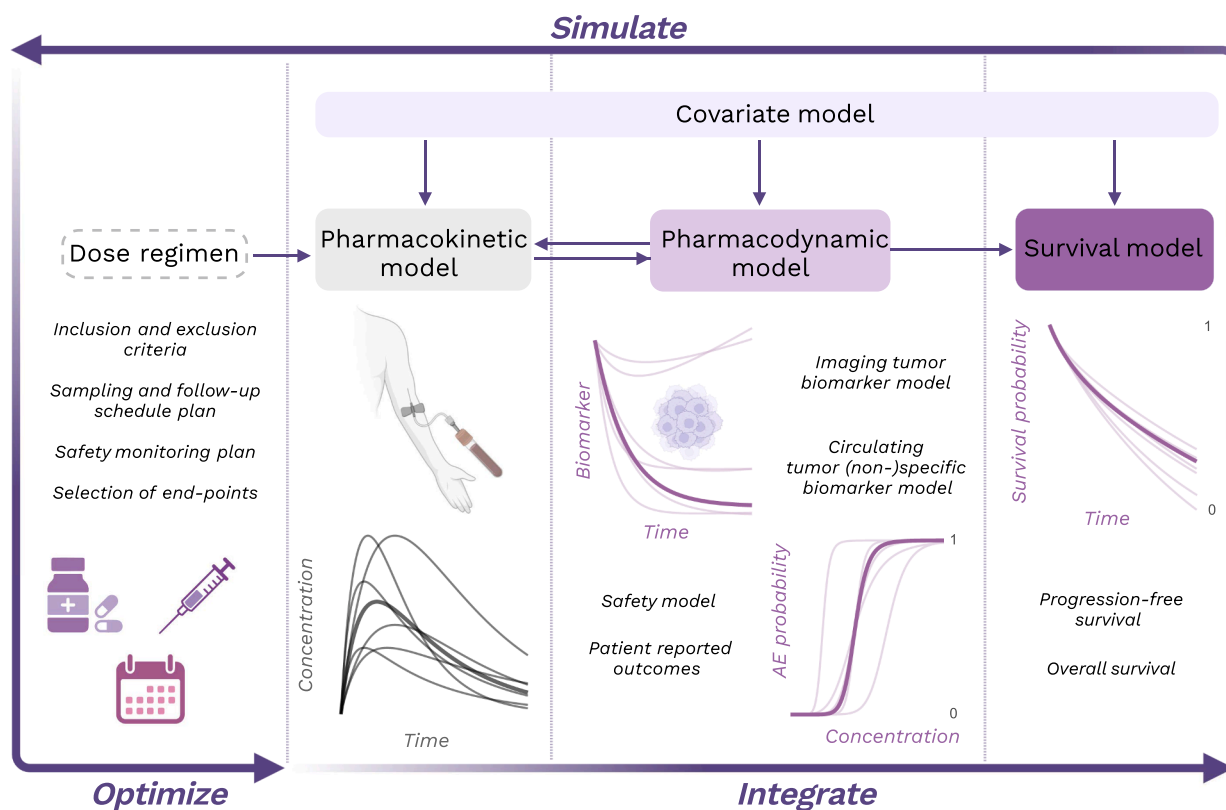 Simulate
Covariate model
Dose regimen
Pharmacokinetic
model
Pharmacodynamic
model
Survival model
Inclusion and exclusion
criteria
Sampling and follow-up
schedule plan
Safety monitoring plan
Selection of end-points
Concentration
Time
Biomarker
Time
Imaging tumor
biomarker model
Circulating
tumor (non-)specific
biomarker model
Safety model
Patient reported
outcomes
AE probability
1
0
Concentration
Survival probability
1
0
Time
Progression-free
survival
Overall survival
Optimize
Integrate